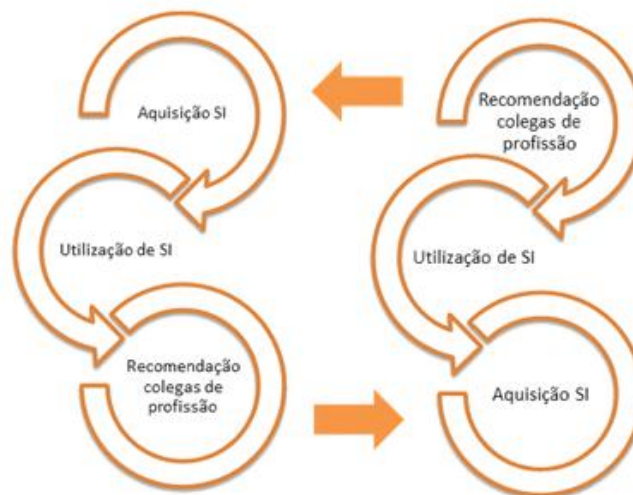 Aquisição SI
Utilização de SI
Recomendação
colegas de
profissão
Recomendação
colegas de
profissão
Utilização de SI
Aquisição SI